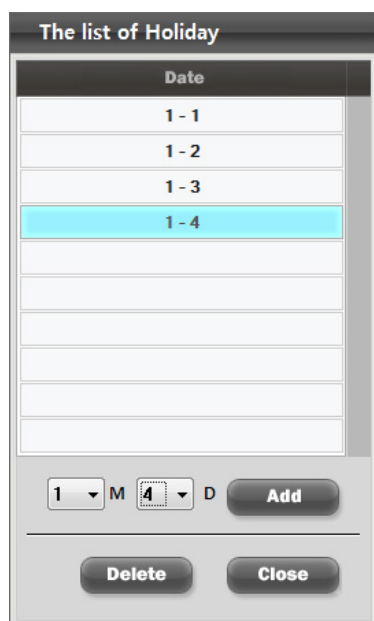 The list of Holiday
Date
1 - 1
1 - 2
1 - 3
1 - 4
1 M 4 D Add
Delete Close